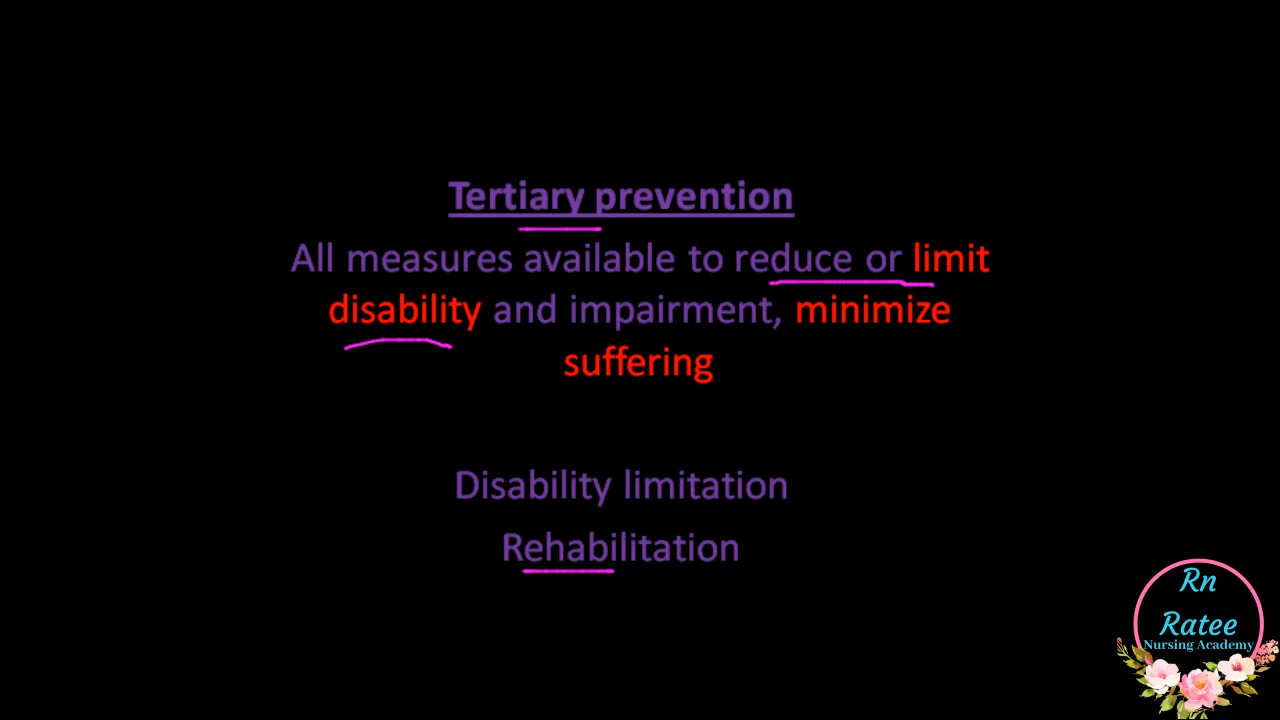 Tertiary prevention
All measures available to reduce or limit
disability and impairment, minimize
suffering
Disability limitation
Rehabilitation
Rn
Ratee
Nursing Academy